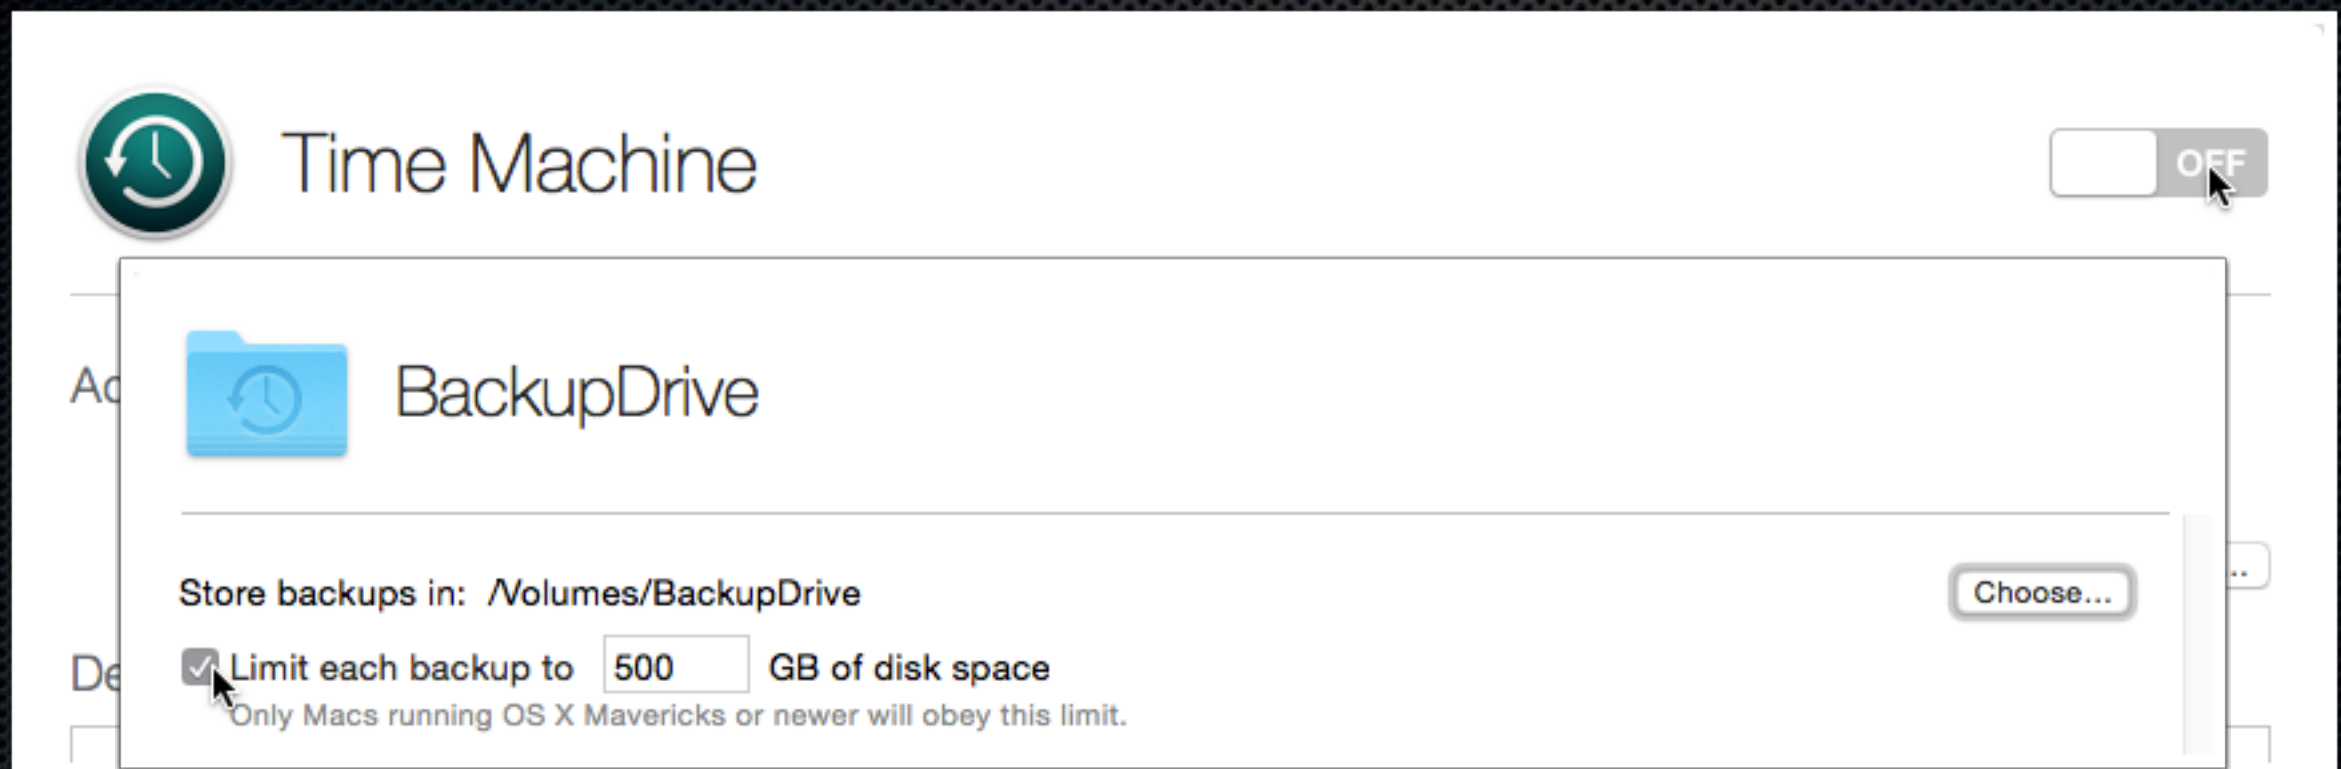 Time Machine
OFF
BackupDrive
Store backups in: /Volumes/BackupDrive
Choose...
Limit each backup to 500 GB of disk space
Only Macs running OS X Mavericks or newer will obey this limit.